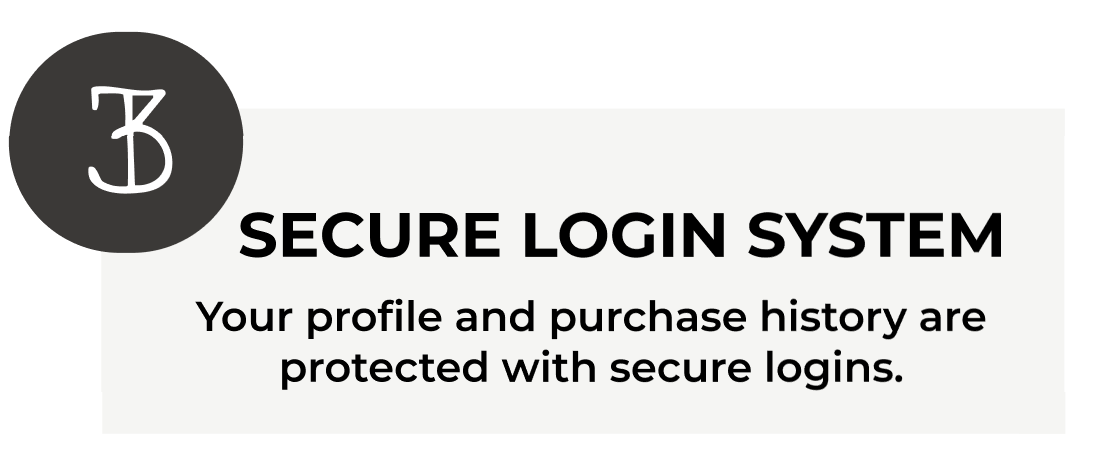 3
SECURE LOGIN SYSTEM
Your profile and purchase history are
protected with secure logins.